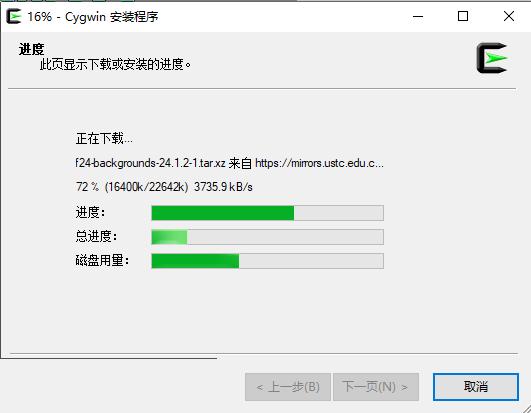 16% - Cygwin 安装程序
进度
此页显示下载或安装的进度。
正在下载...
f24-backgrounds-24.1.2-1.tar.xz 来自 https://mirrors.ustc.edu.c...
72 % (16400k/22642k) 3735.9 kB/s
进度：
总进度：
磁盘用量：
< 上一步(B) 下一页(N) > 取消